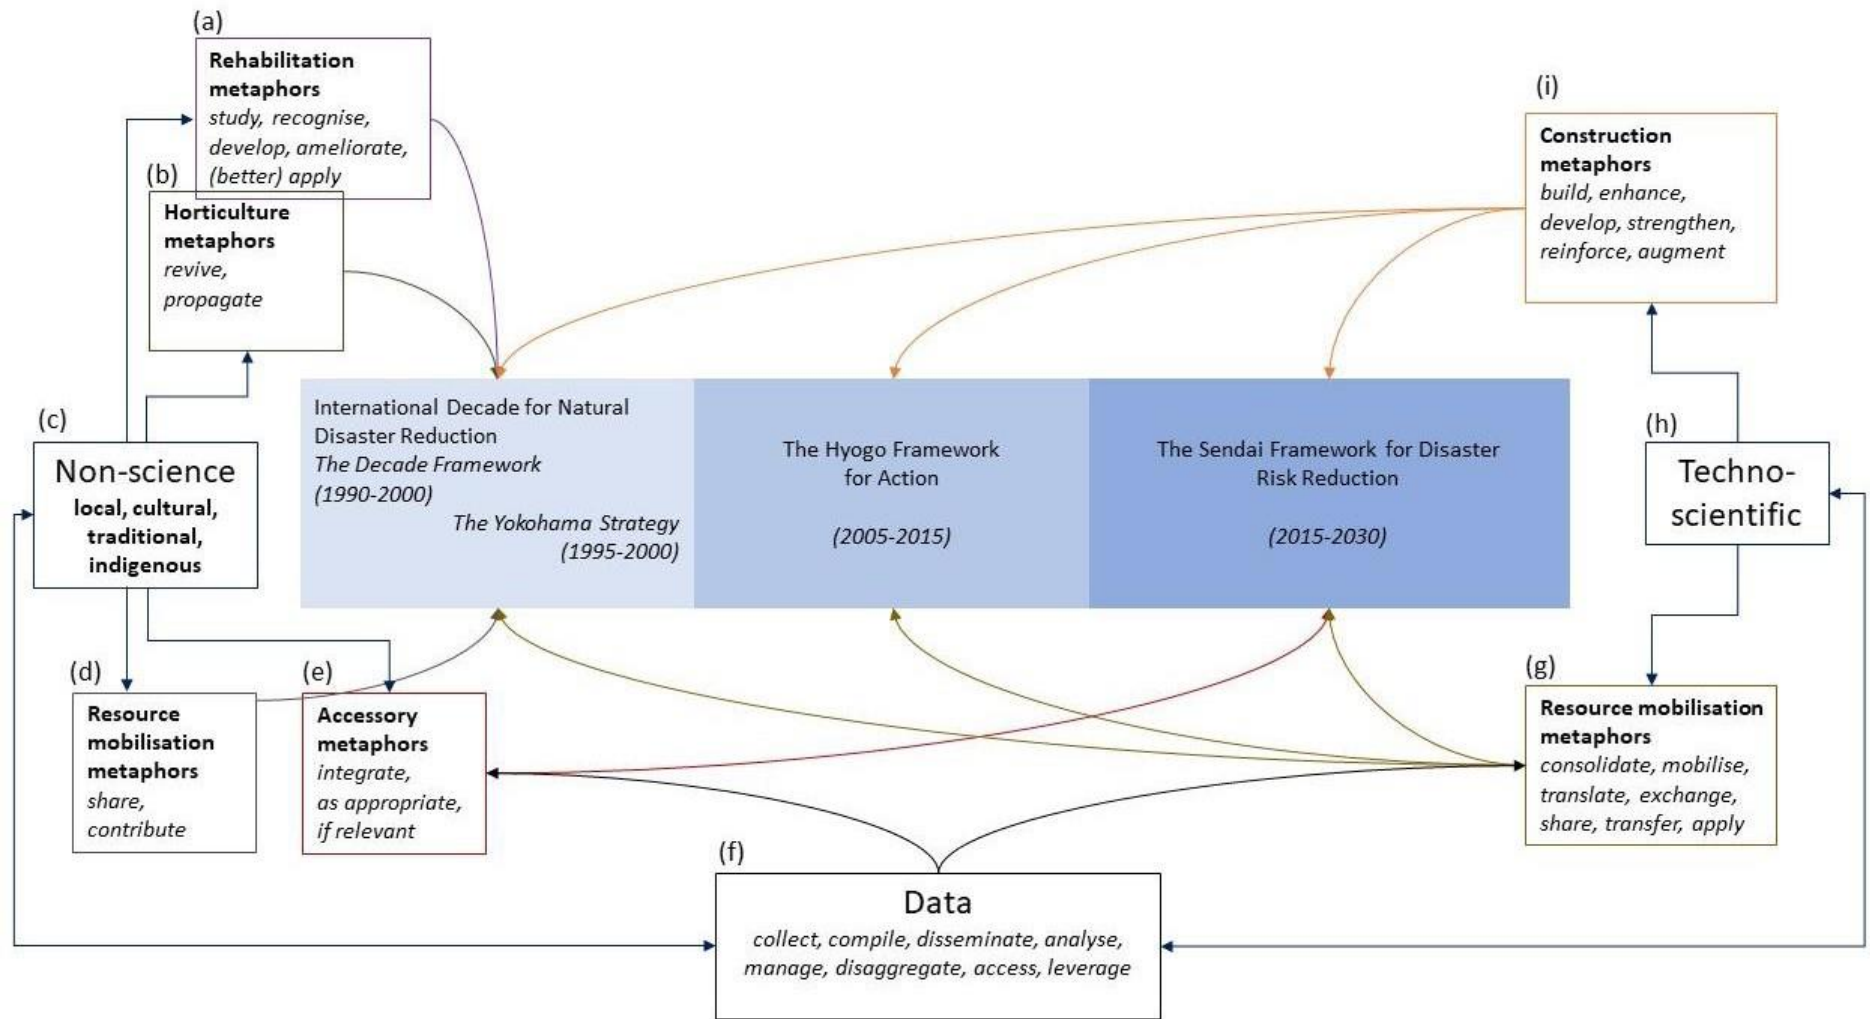 (a)
Rehabilitation
metaphors
study, recognise,
develop, ameliorate,
(better) apply
(b)
Horticulture
metaphors
revive,
propagate
(c)
Non-science
local, cultural,
traditional,
indigenous
(d)
Resource
mobilisation
metaphors
share,
contribute
(e)
Accessory
metaphors
integrate,
as appropriate,
if relevant
International Decade for Natural
Disaster Reduction
The Decade Framework
(1990-2000)
The Yokohama Strategy
(1995-2000)
The Hyogo Framework
for Action
(2005-2015)
The Sendai Framework for Disaster
Risk Reduction
(2015-2030)
(f)
Data
collect, compile, disseminate, analyse,
manage, disaggregate, access, leverage
(g)
Resource mobilisation
metaphors
consolidate, mobilise,
translate, exchange,
share, transfer, apply
(h)
Techno-
scientific
(i)
Construction
metaphors
build, enhance,
develop, strengthen,
reinforce, augment